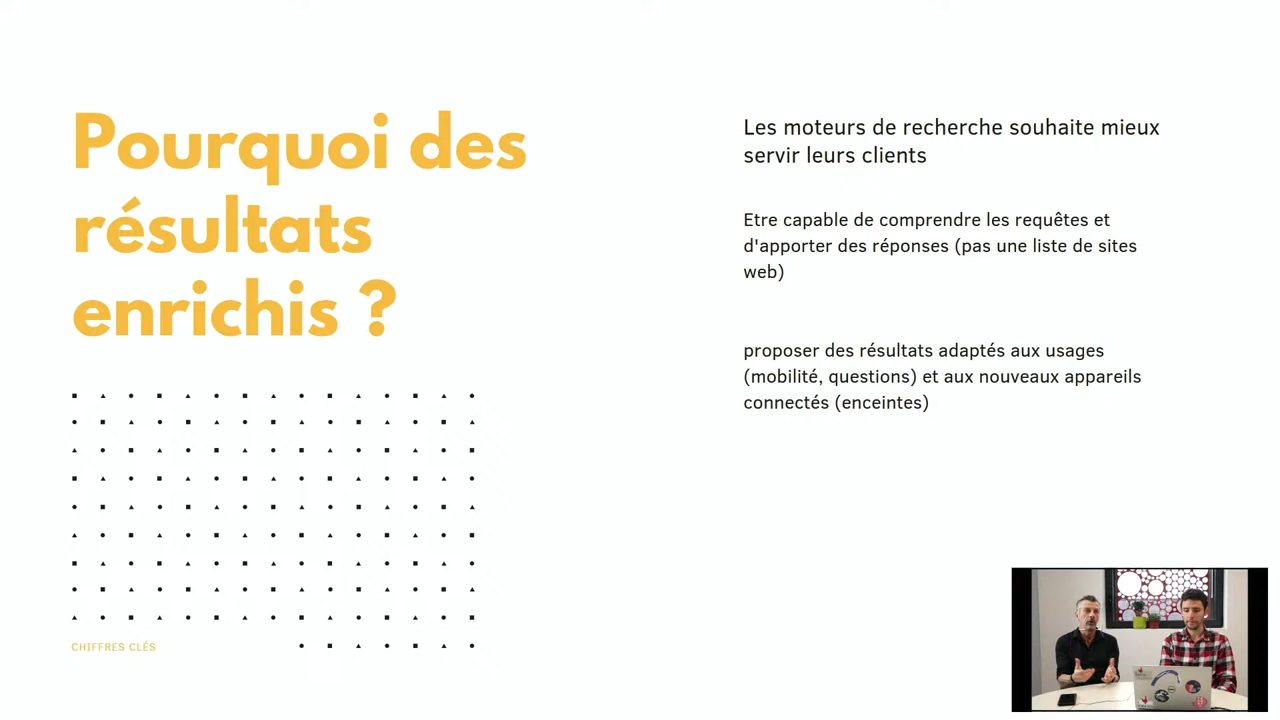 Pourquoi des
résultats
enrichis ?
CHIFFRES CLÉS
Les moteurs de recherche souhaite mieux
servir leurs clients
Etre capable de comprendre les requêtes et
d'apporter des réponses (pas une liste de sites
web)
proposer des résultats adaptés aux usages
(mobilité, questions) et aux nouveaux appareils
connectés (enceintes)